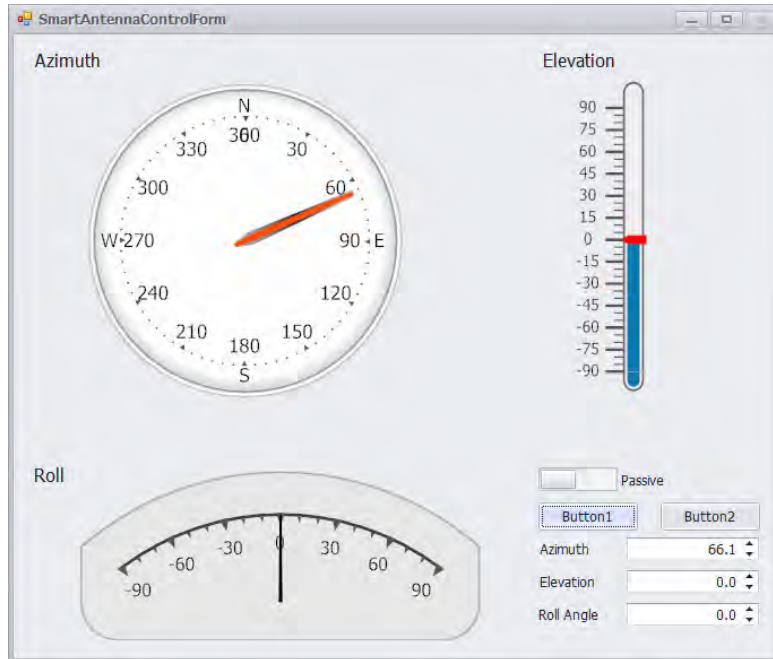 SmartAntennaControlForm
Azimuth
Elevation
N
360
0
330
30
300
60
W
270
90
E
240
120
210
150
180
S
90
75
60
45
30
15
0
-15
-30
-45
-60
-75
-90
Roll
-90
-60
-30
0
30
60
90
Passive
Button1 Button2
Azimuth 66.1
Elevation 0.0
Roll Angle 0.0